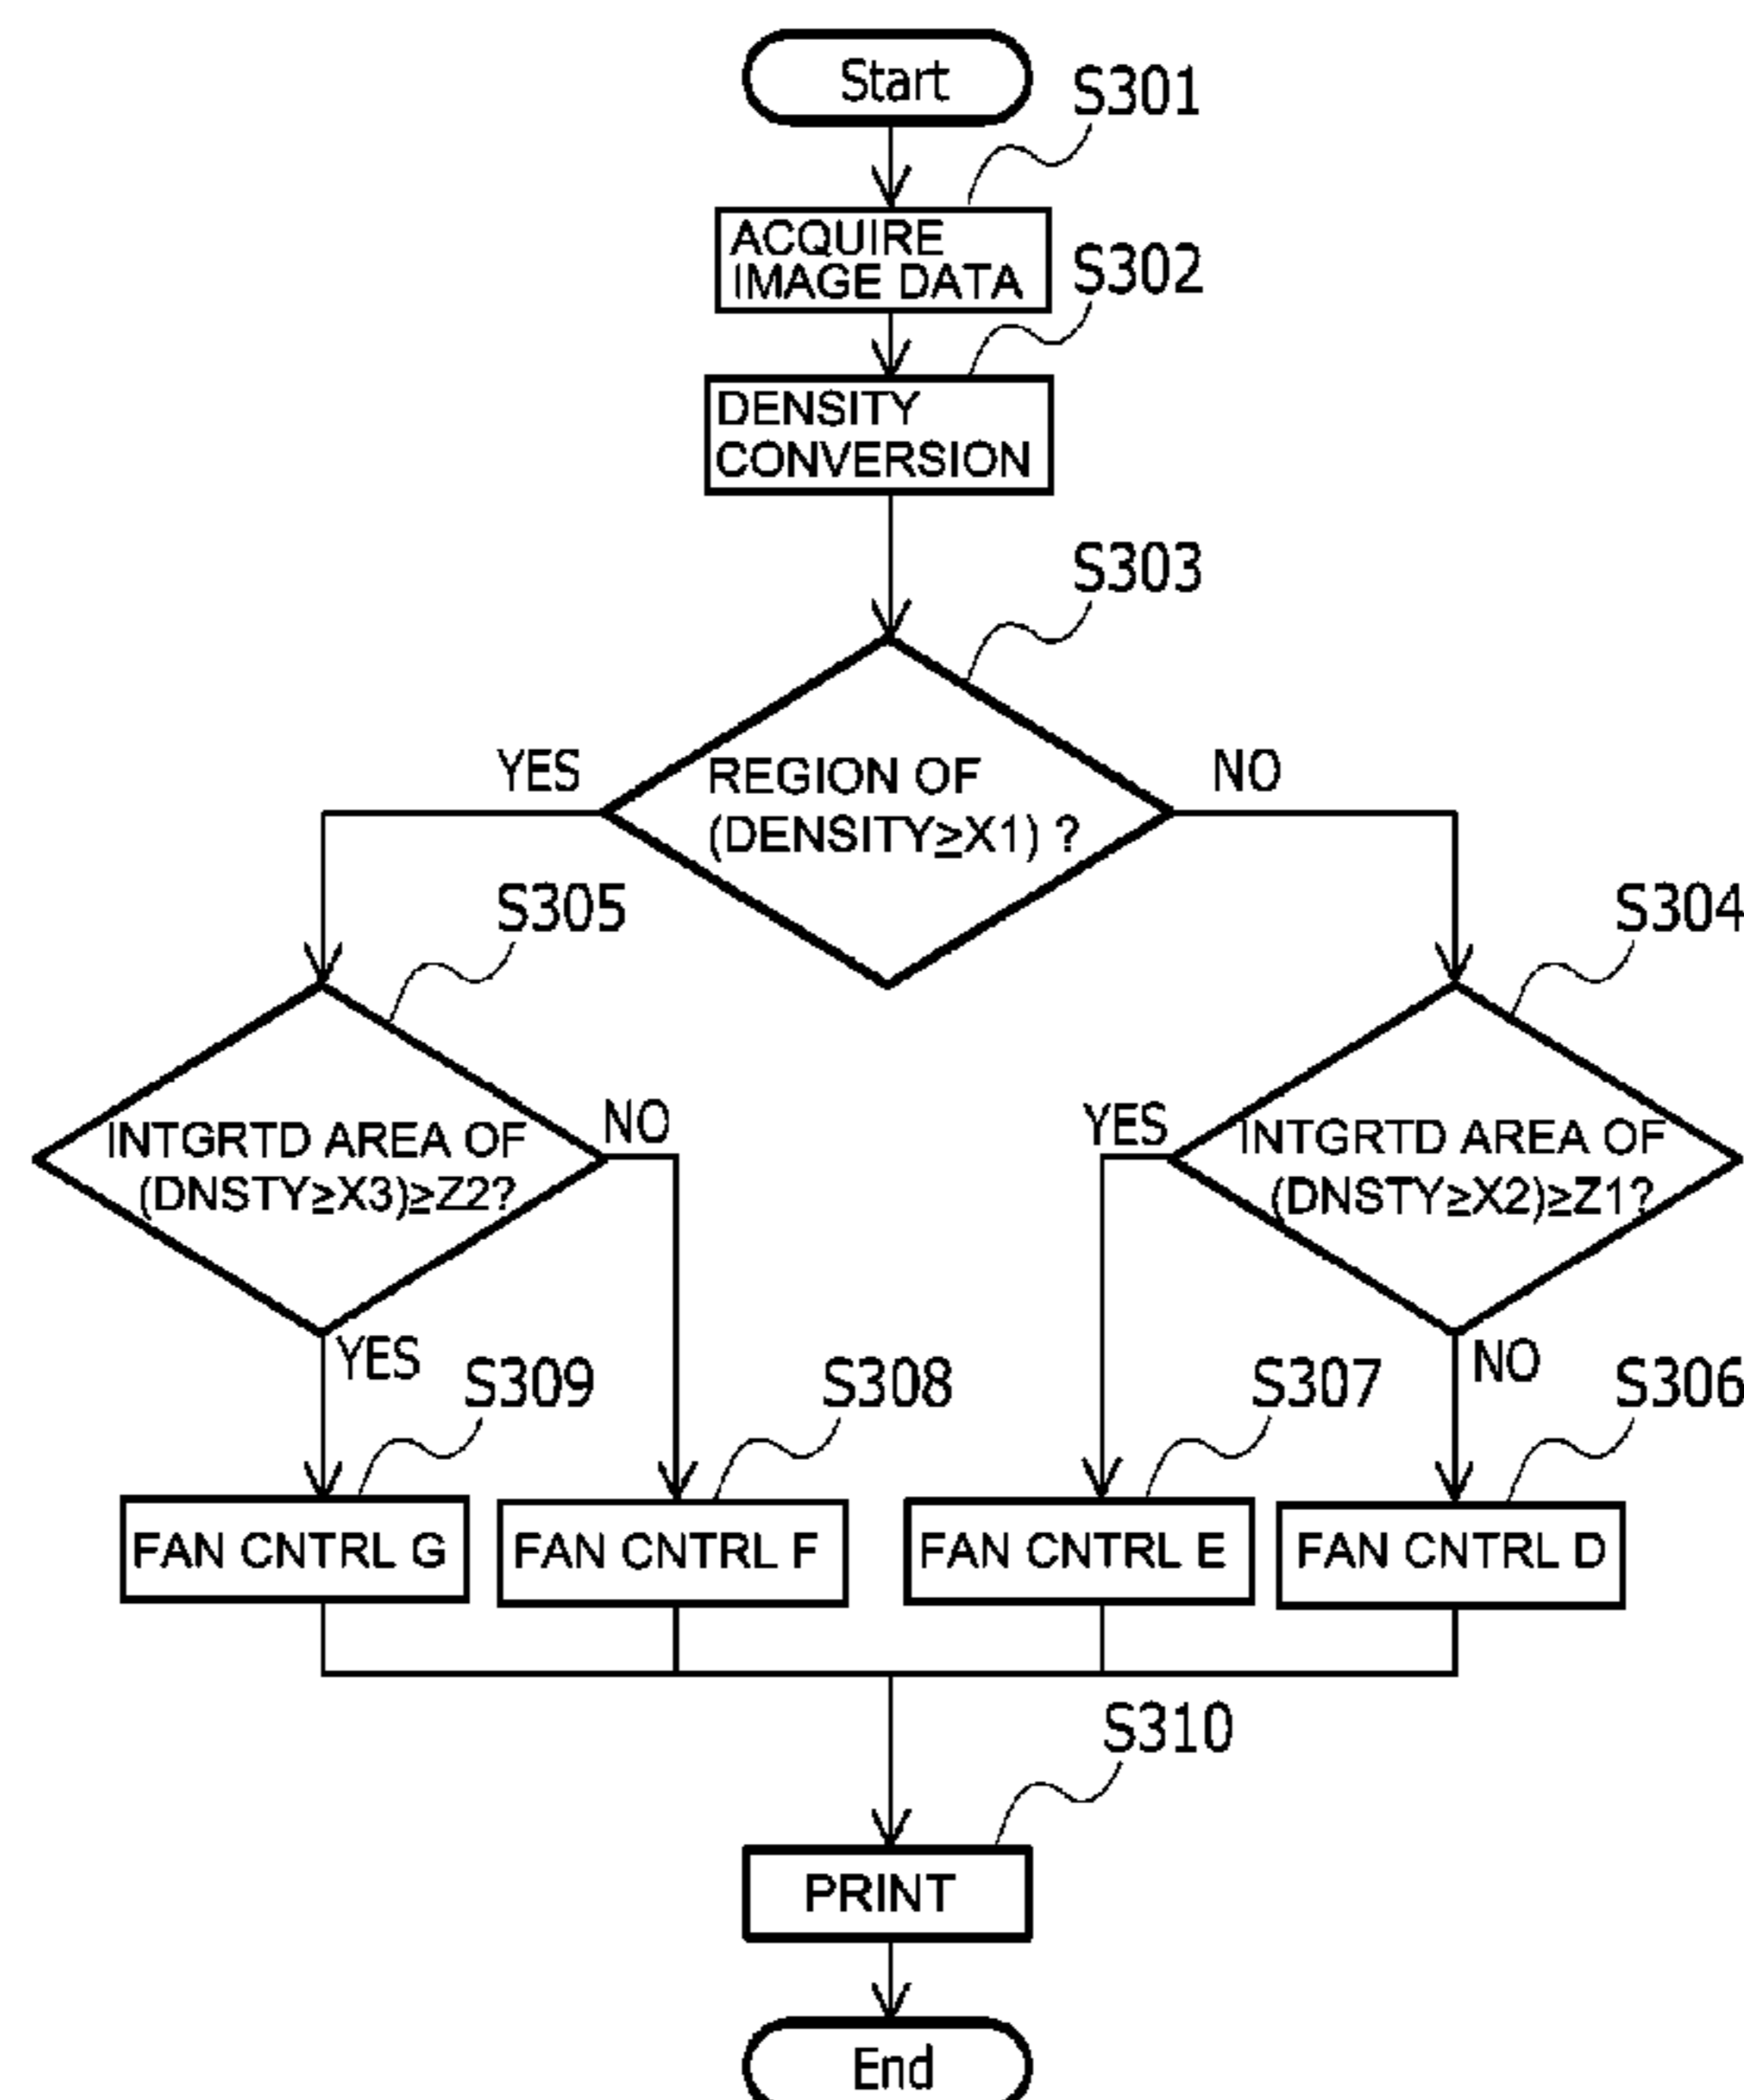 Start
S301
ACQUIRE
IMAGE DATA
S302
DENSITY
CONVERSION
S303
YES
REGION OF
(DENSITY≥X1) ?
NO
S305
S304
INTGRTD AREA OF
(DNSTY≥X3)≥Z2?
NO
YES
INTGRTD AREA OF
(DNSTY≥X2)≥Z1?
YES
NO
S309
S308
S307
S306
FAN CNTRL G
FAN CNTRL F
FAN CNTRL E
FAN CNTRL D
S310
PRINT
End